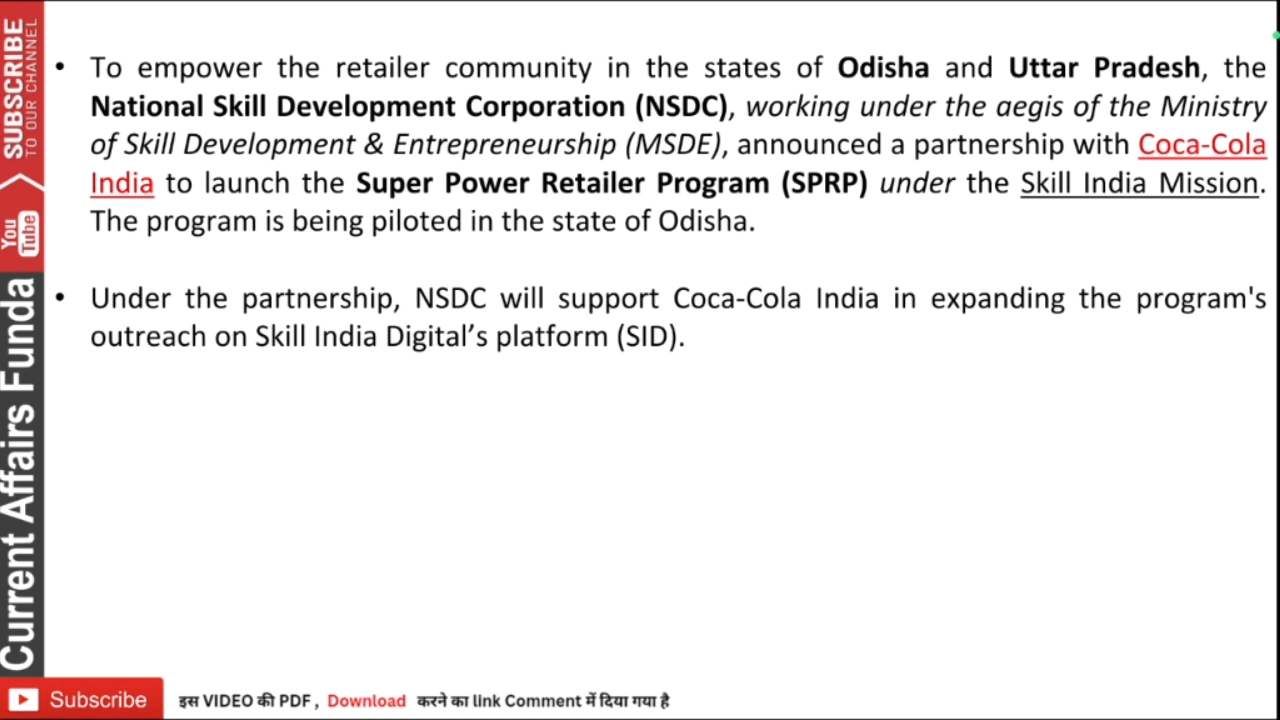 SUBSCRIBE
TO OUR CHANNEL
You
Tube
Current Affairs Funda
• To empower the retailer community in the states of Odisha and Uttar Pradesh, the
National Skill Development Corporation (NSDC), working under the aegis of the Ministry
of Skill Development & Entrepreneurship (MSDE), announced a partnership with Coca-Cola
India to launch the Super Power Retailer Program (SPRP) under the Skill India Mission.
The program is being piloted in the state of Odisha.
• Under the partnership, NSDC will support Coca-Cola India in expanding the program's
outreach on Skill India Digital’s platform (SID).
Subscribe
इस VIDEO की PDF , Download करने का link Comment में दिया गया है